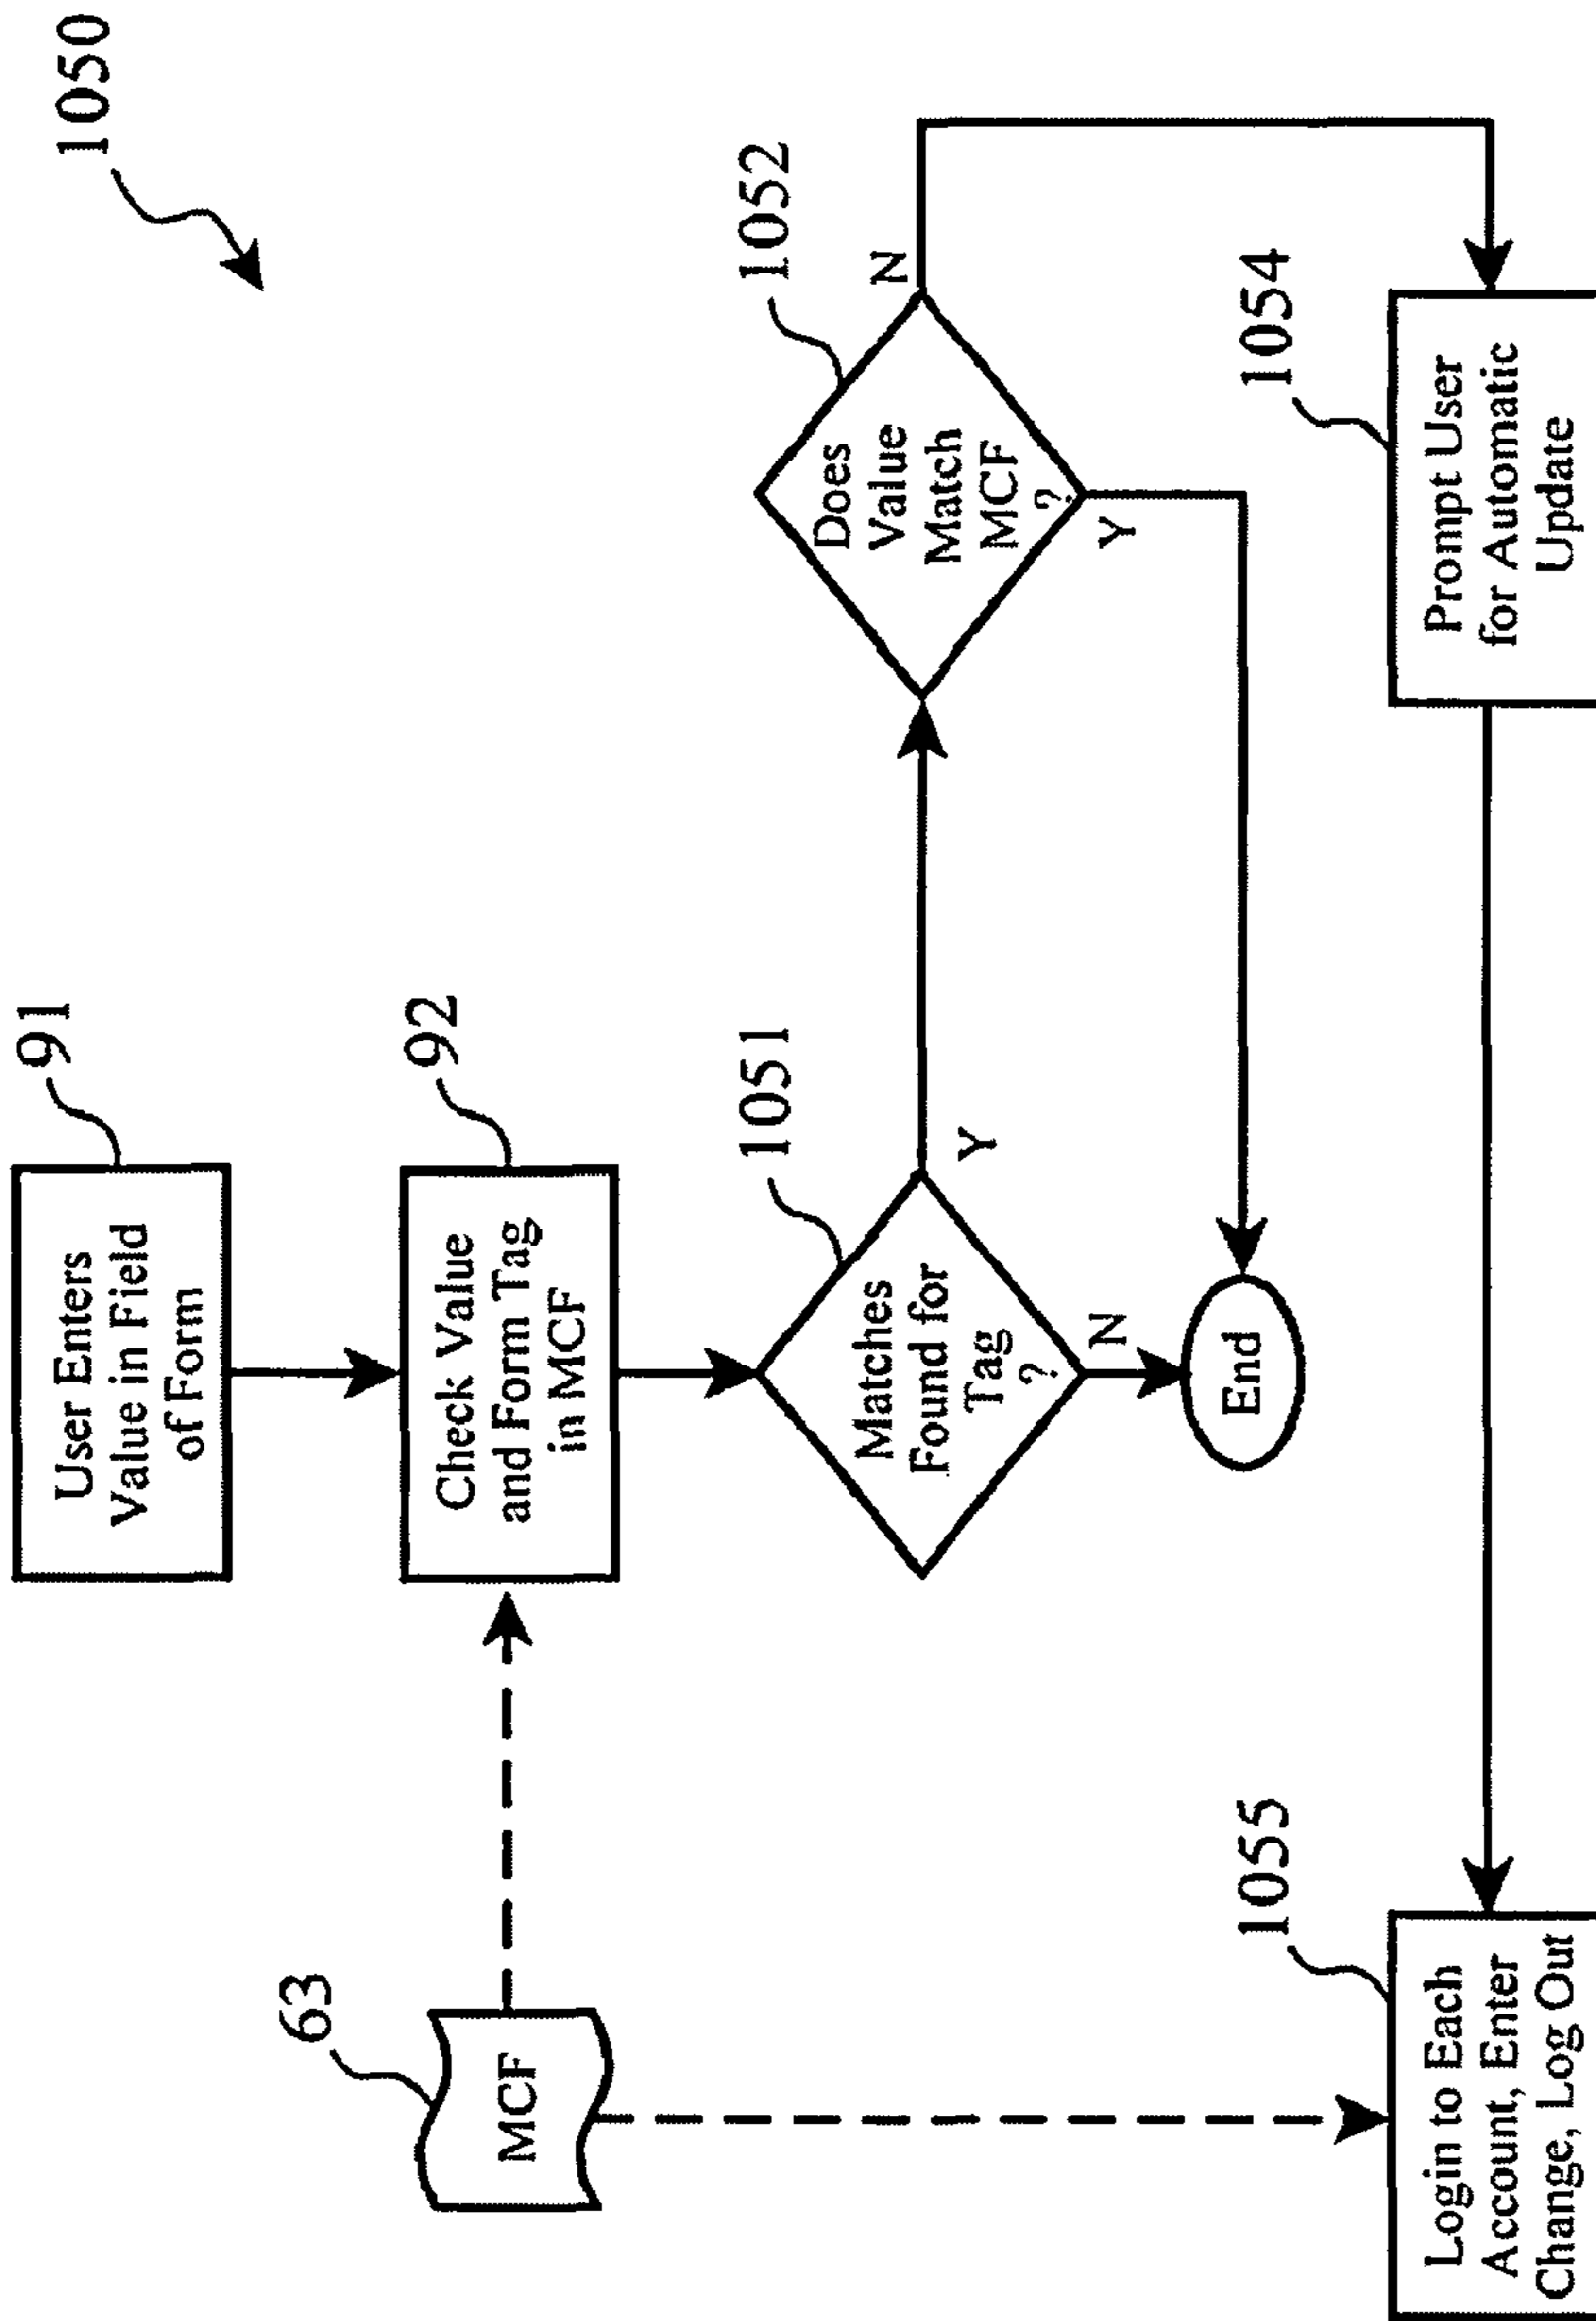 1050
91
User Enters
Value in Field
of Form
63
MCF
92
Check Value
and Form Tag
in MCF
1051
Matches
Found for
Tag
?
Y
N
1052
Does
Value
Match
MCF
?
N
Y
End
1055
Login to Each
Account, Enter
Change, Log Out
1054
Prompt User
for Automatic
Update